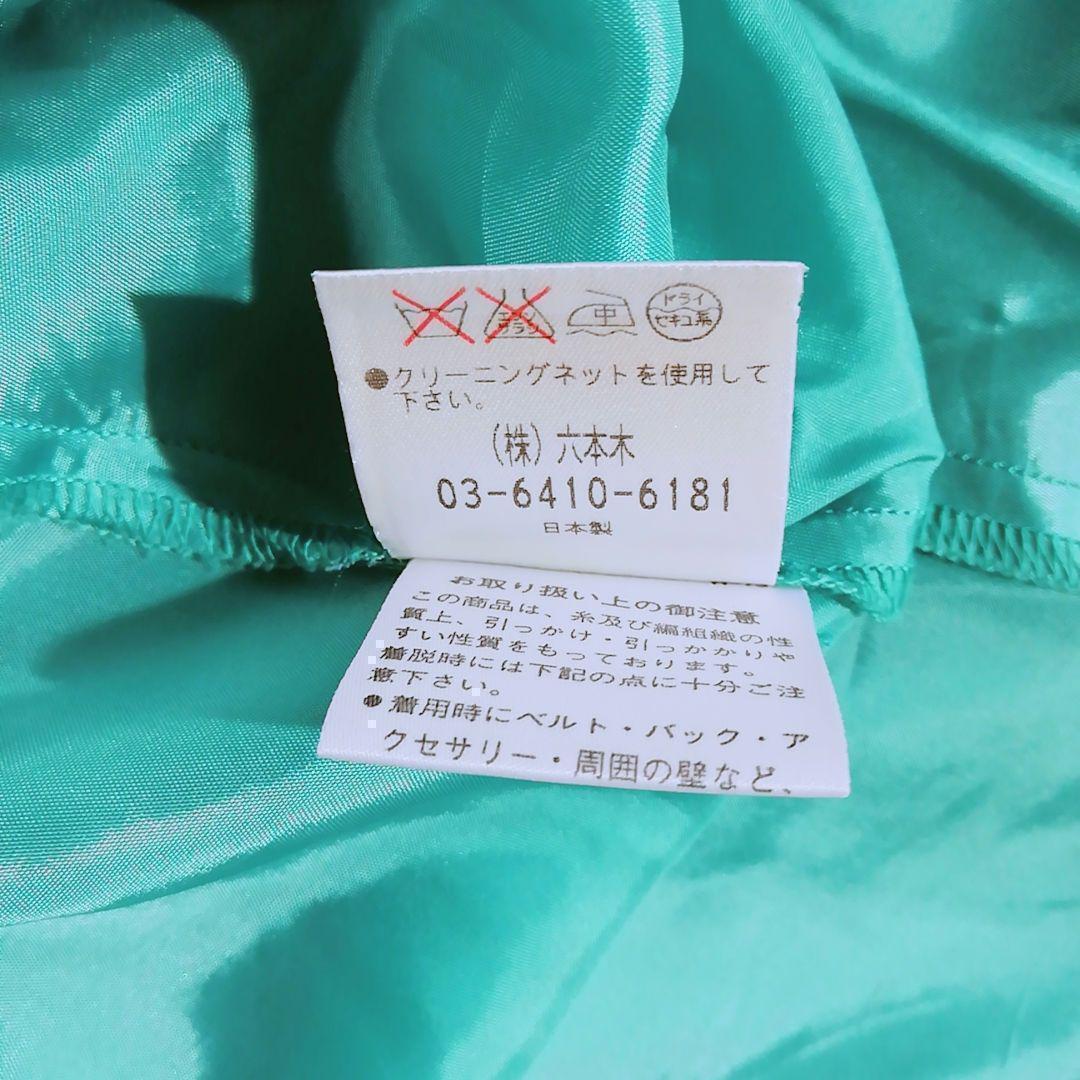 中
ドライ
セキユ系
●クリーニングネットを使用して
下さい。
(株)六本木
03-6410-6181
日本製
お取り扱い上の御注意
この商品は、糸及び編組織の性
質上、引っかけ・引っかかりや
すい性質をもっております。
着脱時には下記の点に十分ご注
意下さい。
●着用時にベルト・バック・ア
クセサリー・周囲の壁など、